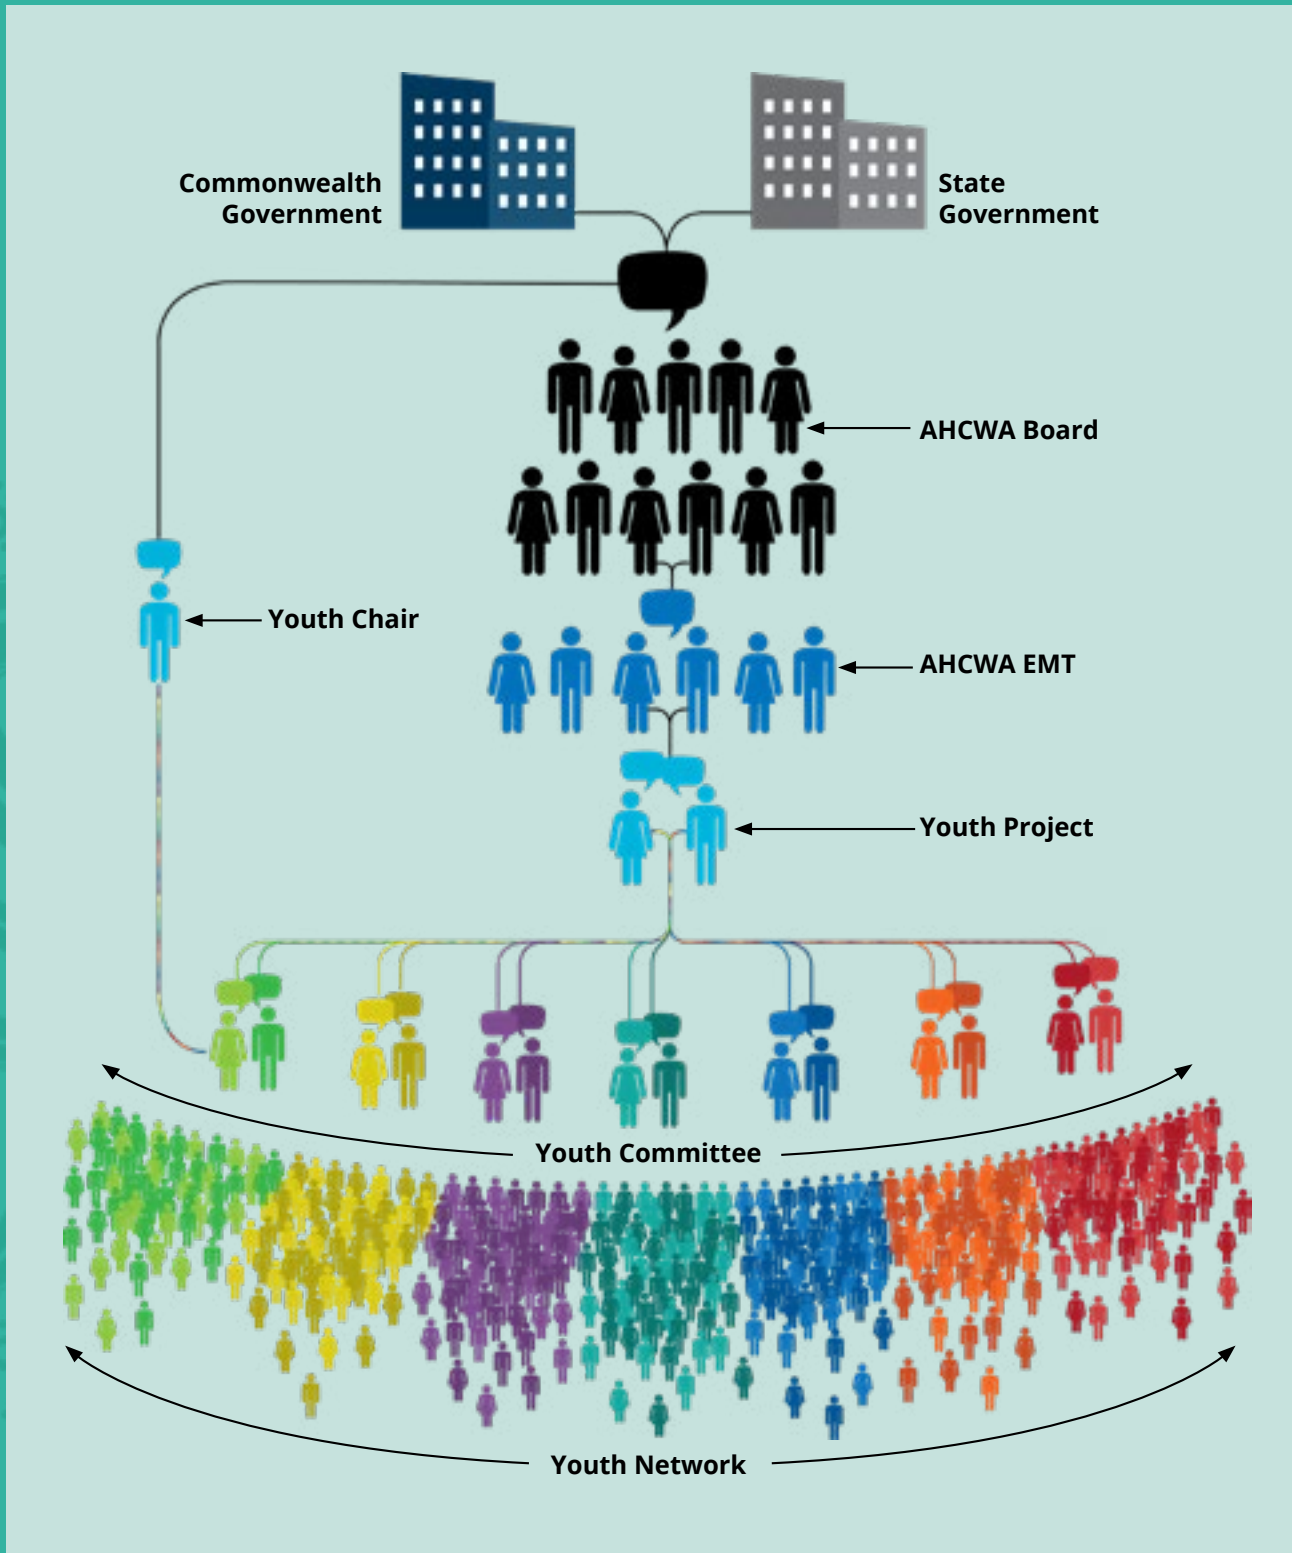 Commonwealth
Government
State
Government
AHCWA Board
Youth Chair
AHCWA EMT
Youth Project
Youth Committee
Youth Network